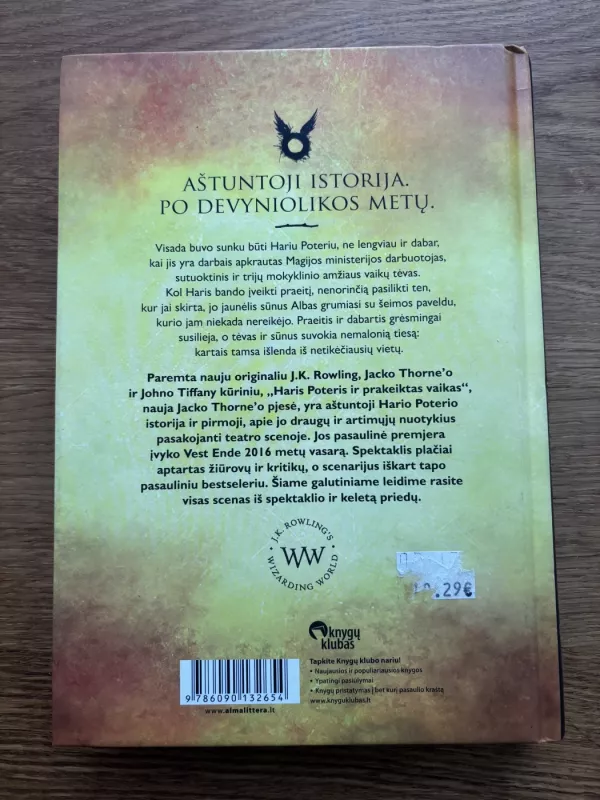 AŠTUNTOJI ISTORIJA.
PO DEVYNIOLIKOS METŲ.
Visada buvo sunku būti Hariu Poteriu, ne lengviau ir dabar,
kai jis yra darbais apkrautas Magijos ministerijos darbuotojas,
sutuoktinis ir trijų mokyklinio amžiaus vaikų tėvas.
Kol Haris bando įveikti praeitį, nenorinčią pasilikti ten,
kur jai skirta, jo jaunėlis sūnus Albas grumiasi su šeimos paveldu,
kurio jam niekada nereikėjo. Praeitis ir dabartis grėsmingai
susilieja, o tėvas ir sūnus suvokia nemalonią tiesą:
kartais tamsa išlenda iš netikėčiausių vietų.
Paremta nauju originaliu J.K. Rowling, Jacko Thorne’o
ir Johno Tiffany kūriniu, „Haris Poteris ir prakeiktas vaikas“,
nauja Jacko Thorne’o pjesė, yra aštuntoji Hario Poterio
istorija ir pirmoji, apie jo draugų ir artimųjų nuotykius
pasakojanti teatro scenoje. Jos pasaulinė premjera
įvyko Vest Ende 2016 metų vasarą. Spektaklis plačiai
aptartas žiūrovų ir kritikų, o scenarijus iškart tapo
pasauliniu bestseleriu. Šiame galutiniame leidime rasite
visas scenas iš spektaklio ir keletą priedų.
J.K. ROWLING'S
WW
WIZARDING WORLD
.29€
knygų
klubas
Tapkite Knygų klubo nariu!
• Naujausios ir populiariausios knygos
• Ypatingi pasiūlymai
• Knygų pristatymas į bet kurį pasaulio kraštą
www.knyguklubas.lt
9 786090 132654
www.almalittera.lt